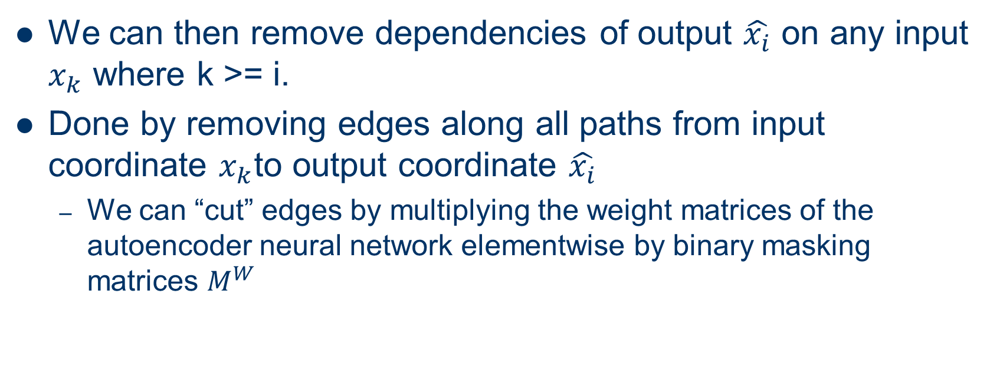 ● We can then remove dependencies of output $\widehat{x_i}$ on any input
$x_k$ where k >= i.
● Done by removing edges along all paths from input
coordinate $x_k$ to output coordinate $\widehat{x_i}$
– We can “cut” edges by multiplying the weight matrices of the
autoencoder neural network elementwise by binary masking
matrices $M^W$